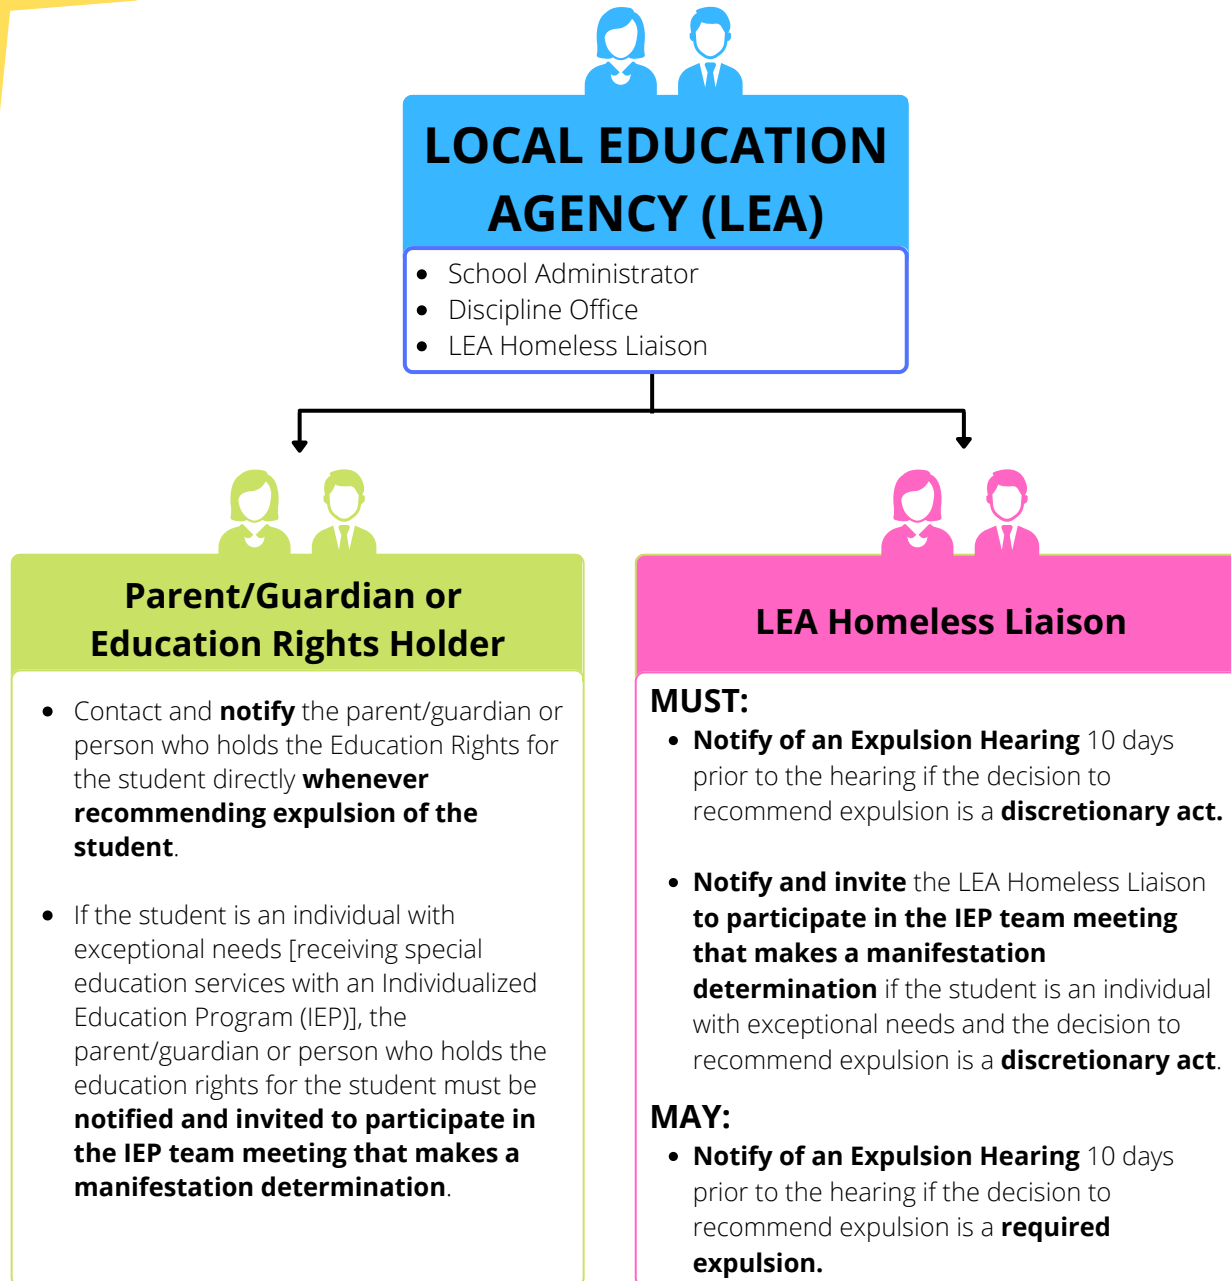 LOCAL EDUCATION
AGENCY (LEA)
• School Administrator
• Discipline Office
• LEA Homeless Liaison
Parent/Guardian or
Education Rights Holder
• Contact and notify the parent/guardian or
person who holds the Education Rights for
the student directly whenever
recommending expulsion of the
student.
• If the student is an individual with
exceptional needs [receiving special
education services with an Individualized
Education Program (IEP)], the
parent/guardian or person who holds the
education rights for the student must be
notified and invited to participate in
the IEP team meeting that makes a
manifestation determination.
LEA Homeless Liaison
MUST:
• Notify of an Expulsion Hearing 10 days
prior to the hearing if the decision to
recommend expulsion is a discretionary act.
• Notify and invite the LEA Homeless Liaison
to participate in the IEP team meeting
that makes a manifestation
determination if the student is an individual
with exceptional needs and the decision to
recommend expulsion is a discretionary act.
MAY:
• Notify of an Expulsion Hearing 10 days
prior to the hearing if the decision to
recommend expulsion is a required
expulsion.